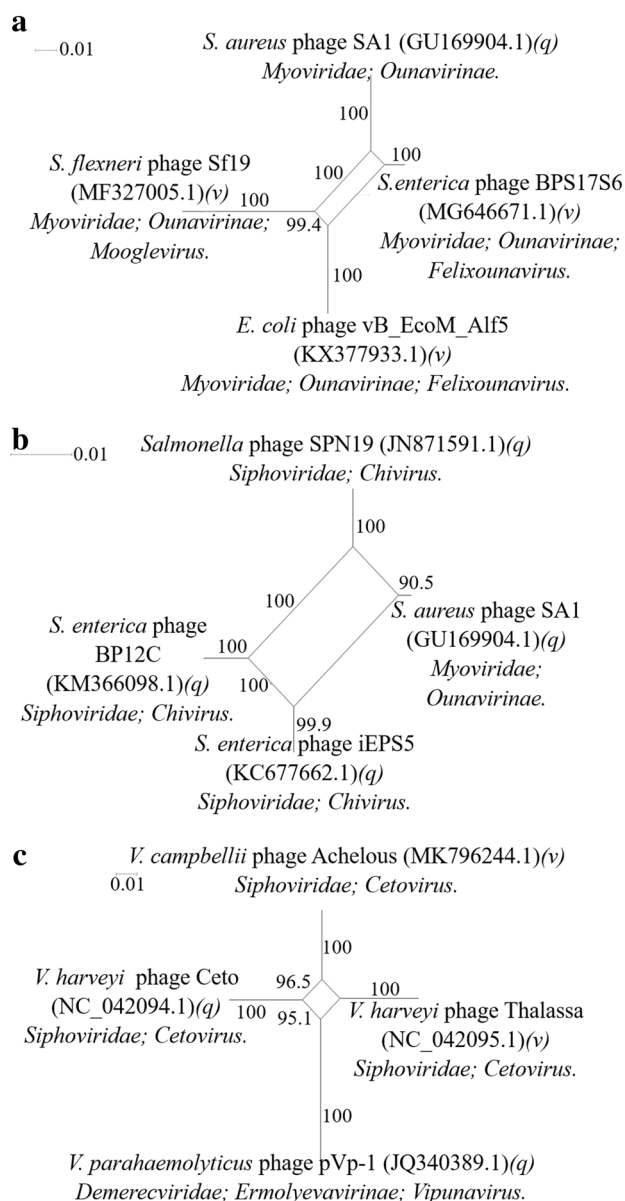 a
0.01
S. aureus phage SA1 (GU169904.1)(q)
Myoviridae; Ounavirinae.
100
100
100
S. flexneri phage Sf19
(MF327005.1)(v)
100
Myoviridae; Ounavirinae;
Mooglevirus.
99.4
S.enterica phage BPS17S6
(MG646671.1)(v)
Myoviridae; Ounavirinae;
Felixounavirus.
100
E. coli phage vB_EcoM_Alf5
(KX377933.1)(v)
Myoviridae; Ounavirinae; Felixounavirus.
b
0.01
Salmonella phage SPN19 (JN871591.1)(q)
Siphoviridae; Chivirus.
100
90.5
100
S. aureus phage SA1
(GU169904.1)(q)
Myoviridae;
Ounavirinae.
S. enterica phage
BP12C
(KM366098.1)(q)
Siphoviridae; Chivirus.
100
100
99.9
S. enterica phage iEPS5
(KC677662.1)(q)
Siphoviridae; Chivirus.
c
0.01
V. campbellii phage Achelous (MK796244.1)(v)
Siphoviridae; Cetovirus.
100
96.5
V. harveyi phage Ceto
(NC_042094.1)(q)
Siphoviridae; Cetovirus.
100
95.1
100
V. harveyi phage Thalassa
(NC_042095.1)(v)
Siphoviridae; Cetovirus.
100
V. parahaemolyticus phage pVp-1 (JQ340389.1)(q)
Demerecviridae; Ermolyevavirinae; Vipunavirus.